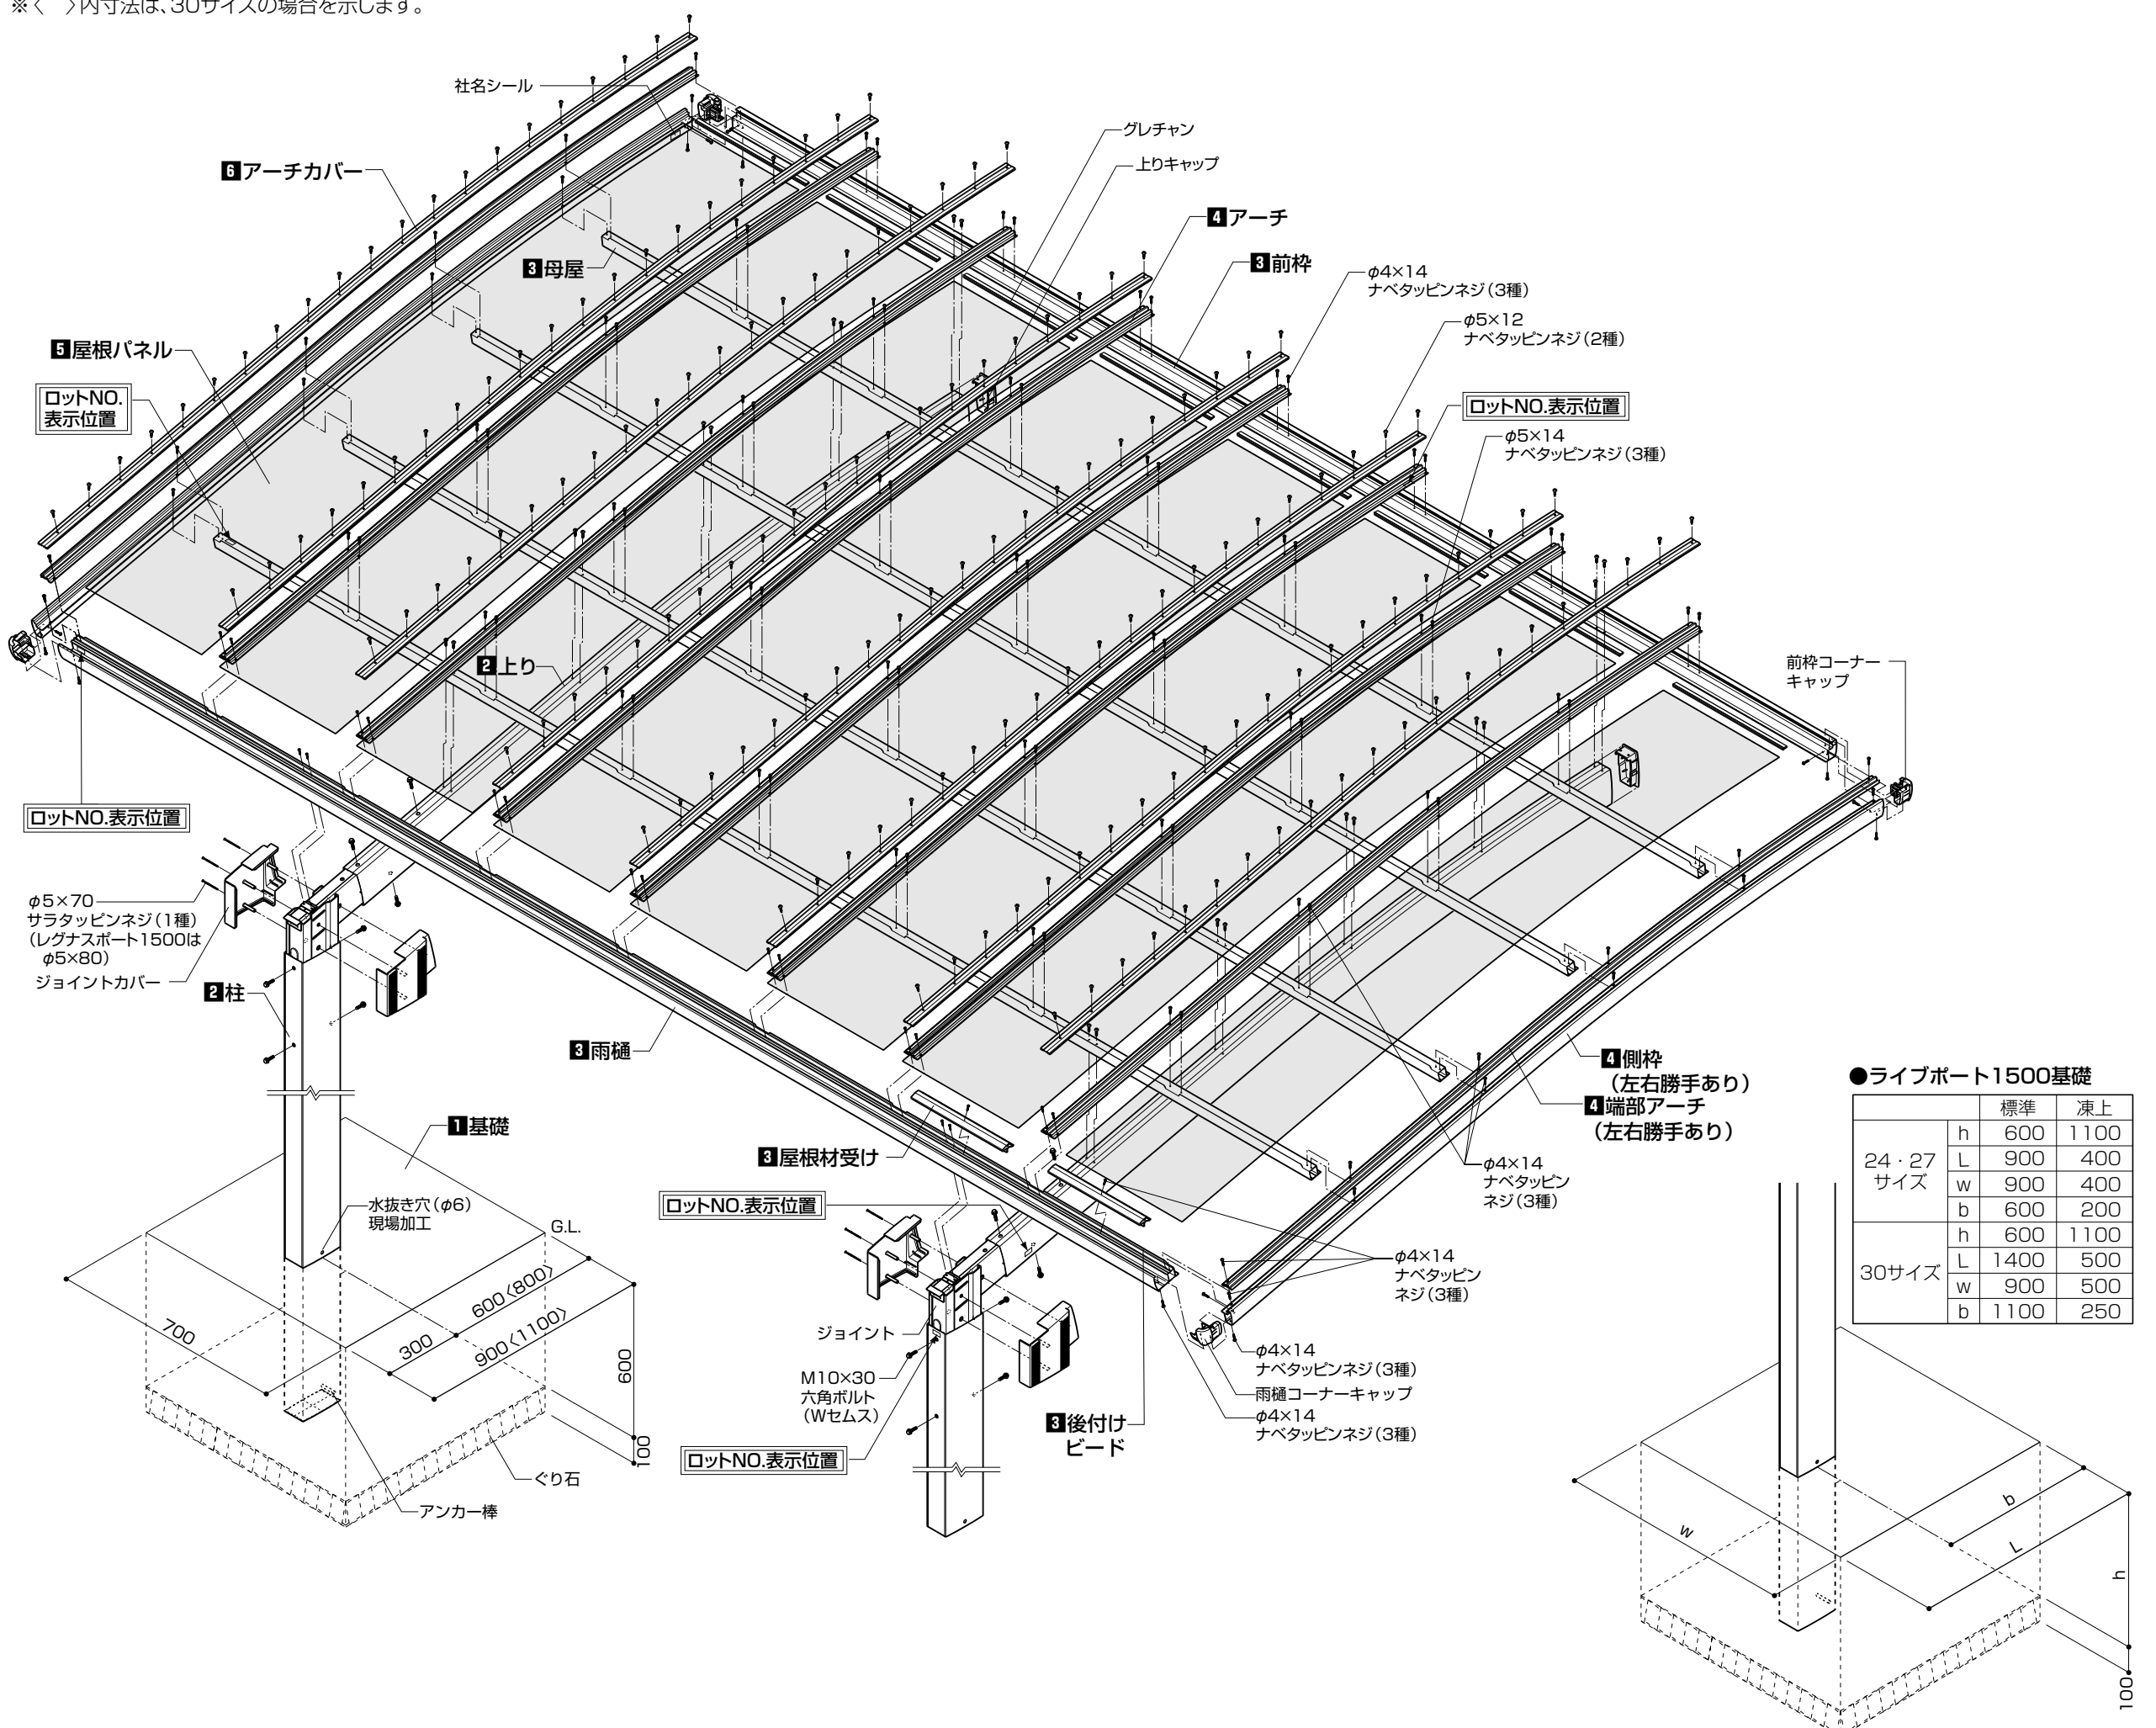 ※〈　〉内寸法は、30サイズの場合を示します。
社名シール
グレチャン
上りキャップ
6 アーチカバー
4 アーチ
3 母屋
3 前枠
φ4×14
ナベタッピンネジ(3種)
φ5×12
ナベタッピンネジ(2種)
5 屋根パネル
ロットNO.
表示位置
ロットNO.表示位置
φ5×14
ナベタッピンネジ(3種)
2 上り
前枠コーナー
キャップ
ロットNO.表示位置
φ5×70
サラタッピンネジ(1種)
(レグナスポート1500は
φ5×80)
ジョイントカバー
2 柱
3 雨樋
4 側枠
(左右勝手あり)
4 端部アーチ
(左右勝手あり)
1 基礎
3 屋根材受け
φ4×14
ナベタッピン
ネジ(3種)
水抜き穴(φ6)
現場加工
G.L.
ロットNO.表示位置
φ4×14
ナベタッピン
ネジ(3種)
700
300
600〈800〉
900〈1100〉
600
100
ジョイント
M10×30
六角ボルト
(Wセムス)
φ4×14
ナベタッピンネジ(3種)
雨樋コーナーキャップ
φ4×14
ナベタッピンネジ(3種)
3 後付け
ビード
ロットNO.表示位置
ぐり石
アンカー棒
●ライブポート1500基礎
標準 凍上
24・27
サイズ
h 600 1100
L 900 400
w 900 400
b 600 200
30サイズ
h 600 1100
L 1400 500
w 900 500
b 1100 250
w
b
L
h
100